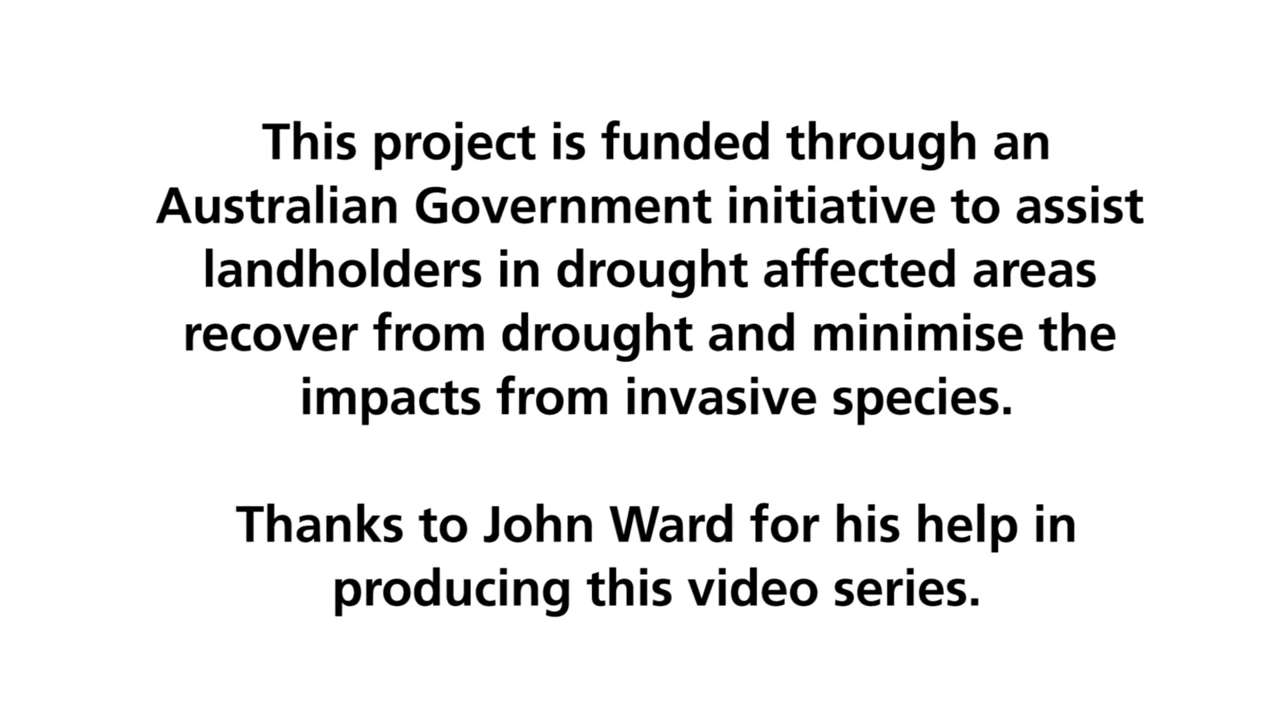 This project is funded through an
Australian Government initiative to assist
landholders in drought affected areas
recover from drought and minimise the
impacts from invasive species.
Thanks to John Ward for his help in
producing this video series.